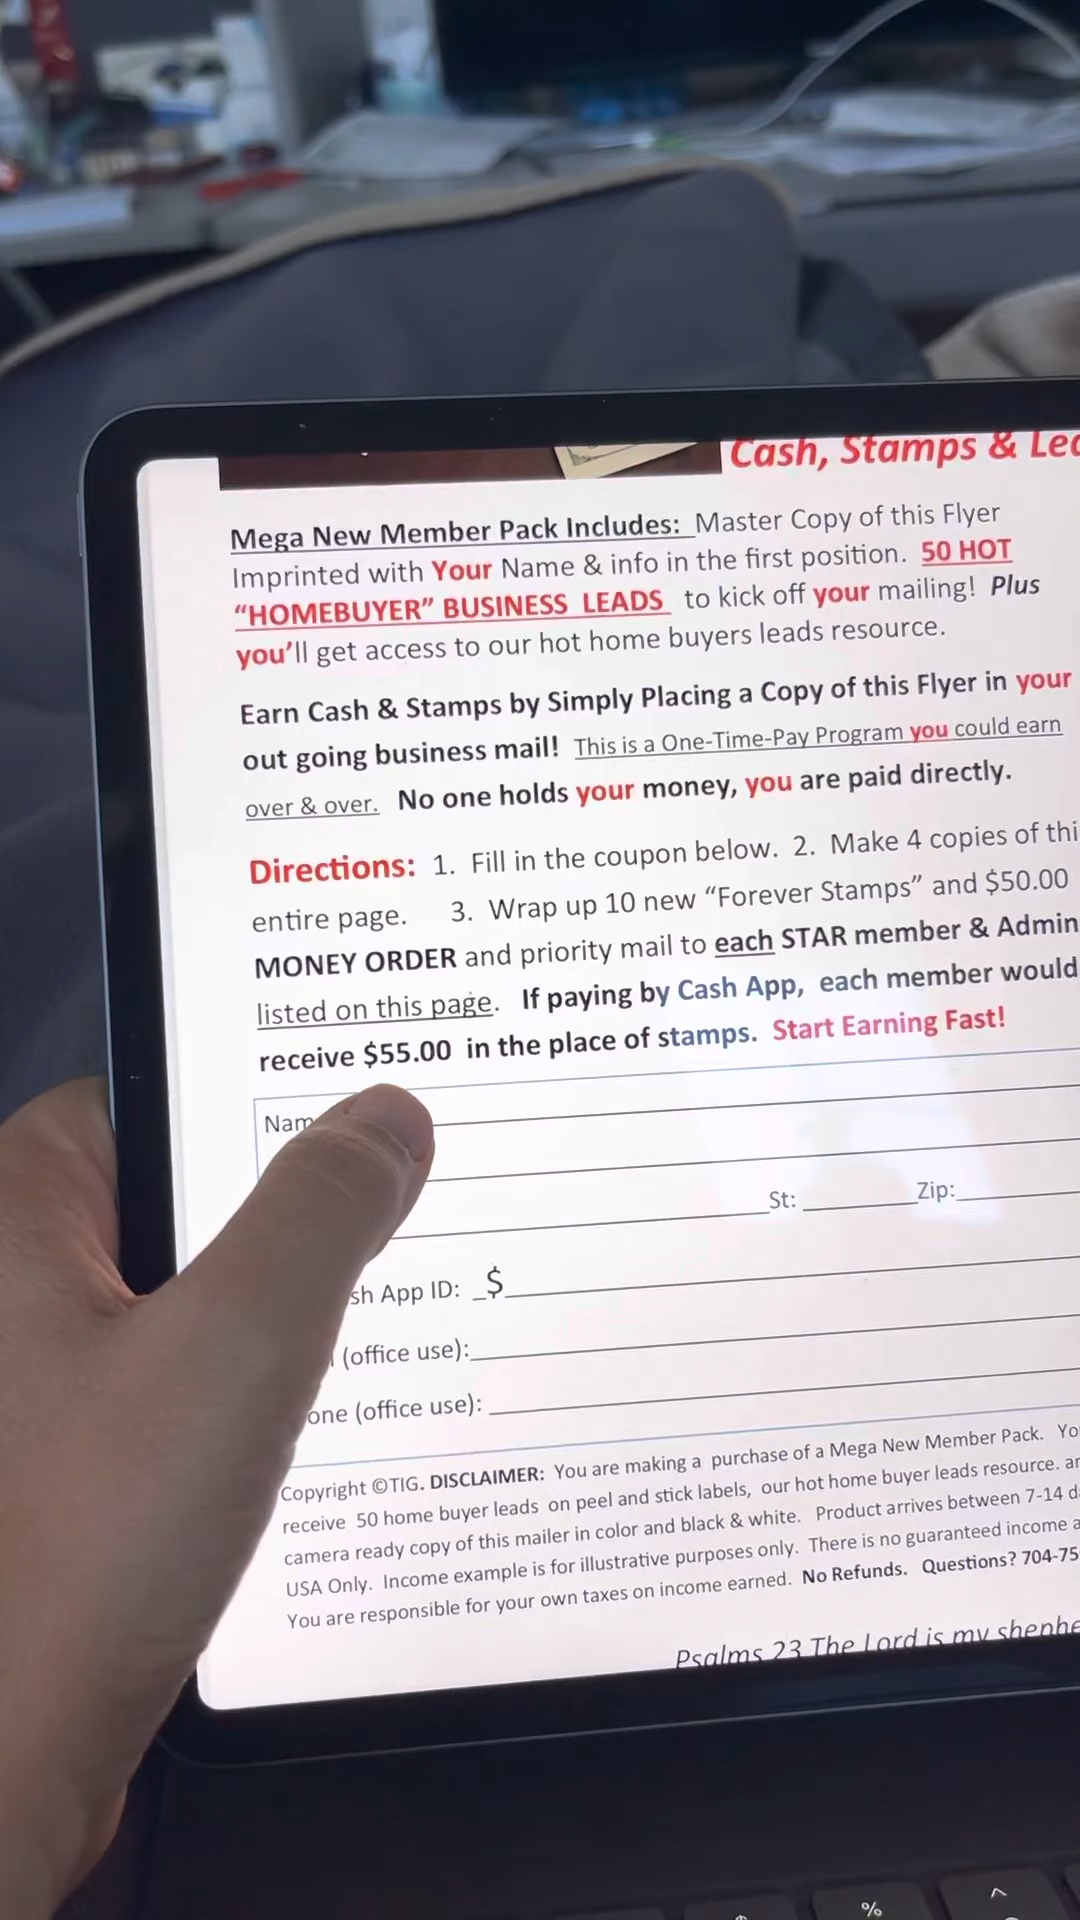 Cash, Stamps &
Mega New Member Pack Includes: Master Copy of this Flyer
Imprinted with Your Name & info in the first position. 50 HOT
“HOMEBUYER” BUSINESS LEADS to kick off your mailing! Plus
you’ll get access to our hot home buyers leads resource.
Earn Cash & Stamps by Simply Placing a Copy of this Flyer in your
out going business mail! This is a One-Time-Pay Program you could earn
over & over. No one holds your money, you are paid directly.
Directions: 1. Fill in the coupon below. 2. Make 4 copies of
entire page. 3. Wrap up 10 new “Forever Stamps” and $50.00
MONEY ORDER and priority mail to each STAR member & Admin
listed on this page. If paying by Cash App, each member would
receive $55.00 in the place of stamps. Start Earning Fast!
St: Zip:
App ID: $
(office use):
(office use):
Copyright ©TIG. DISCLAIMER: You are making a purchase of a Mega New Member Pack.
receive 50 home buyer leads on peel and stick labels, our hot home buyer leads resource.
camera ready copy of this mailer in color and black & white. Product arrives between 7-14
USA Only. Income example is for illustrative purposes only. There is no guaranteed income
You are responsible for your own taxes on income earned. No Refunds. Questions? 704-75
Psalms 23 The Lord is my
%
^